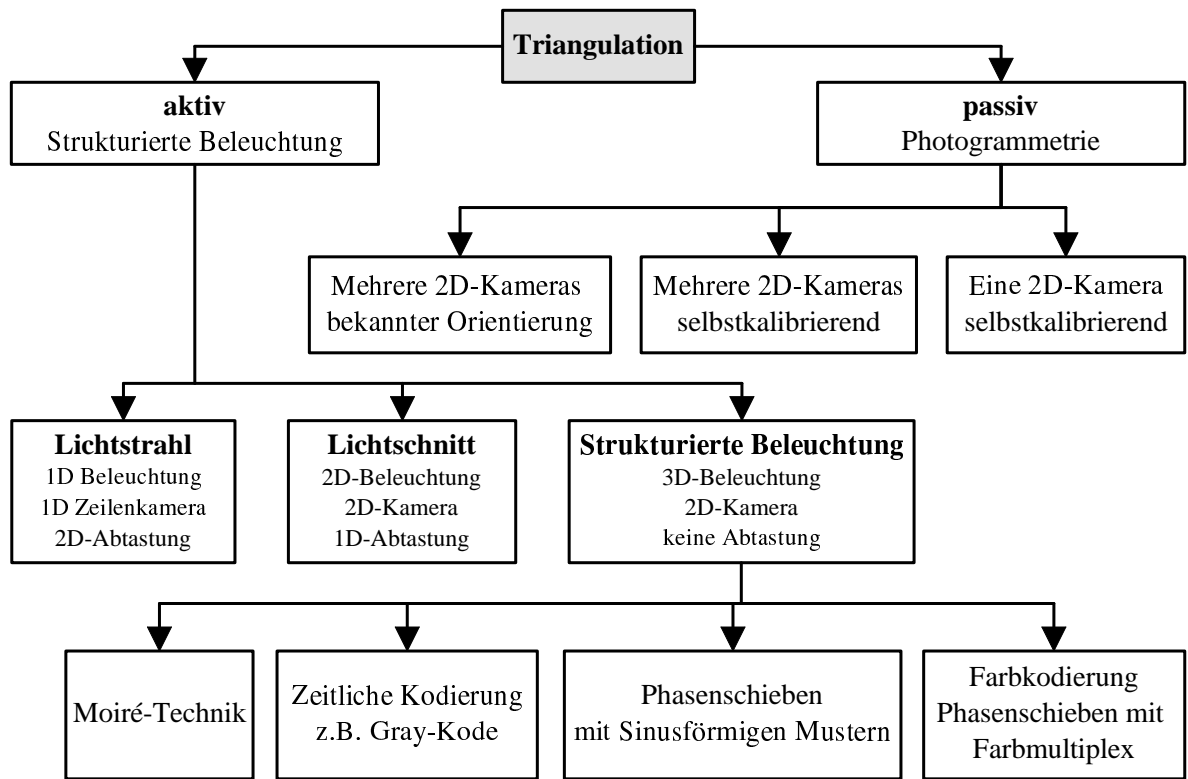 Triangulation
aktiv
Strukturierte Beleuchtung
passiv
Photogrammetrie
Mehrere 2D-Kameras
bekannter Orientierung
Mehrere 2D-Kameras
selbstkalibrierend
Eine 2D-Kamera
selbstkalibrierend
Lichtstrahl
1D Beleuchtung
1D Zeilenkamera
2D-Abtastung
Lichtschnitt
2D-Beleuchtung
2D-Kamera
1D-Abtastung
Strukturierte Beleuchtung
3D-Beleuchtung
2D-Kamera
keine Abtastung
Moiré-Technik
Zeitliche Kodierung
z.B. Gray-Kode
Phasenschieben
mit Sinusförmigen Mustern
Farbkodierung
Phasenschieben mit
Farbmultiplex